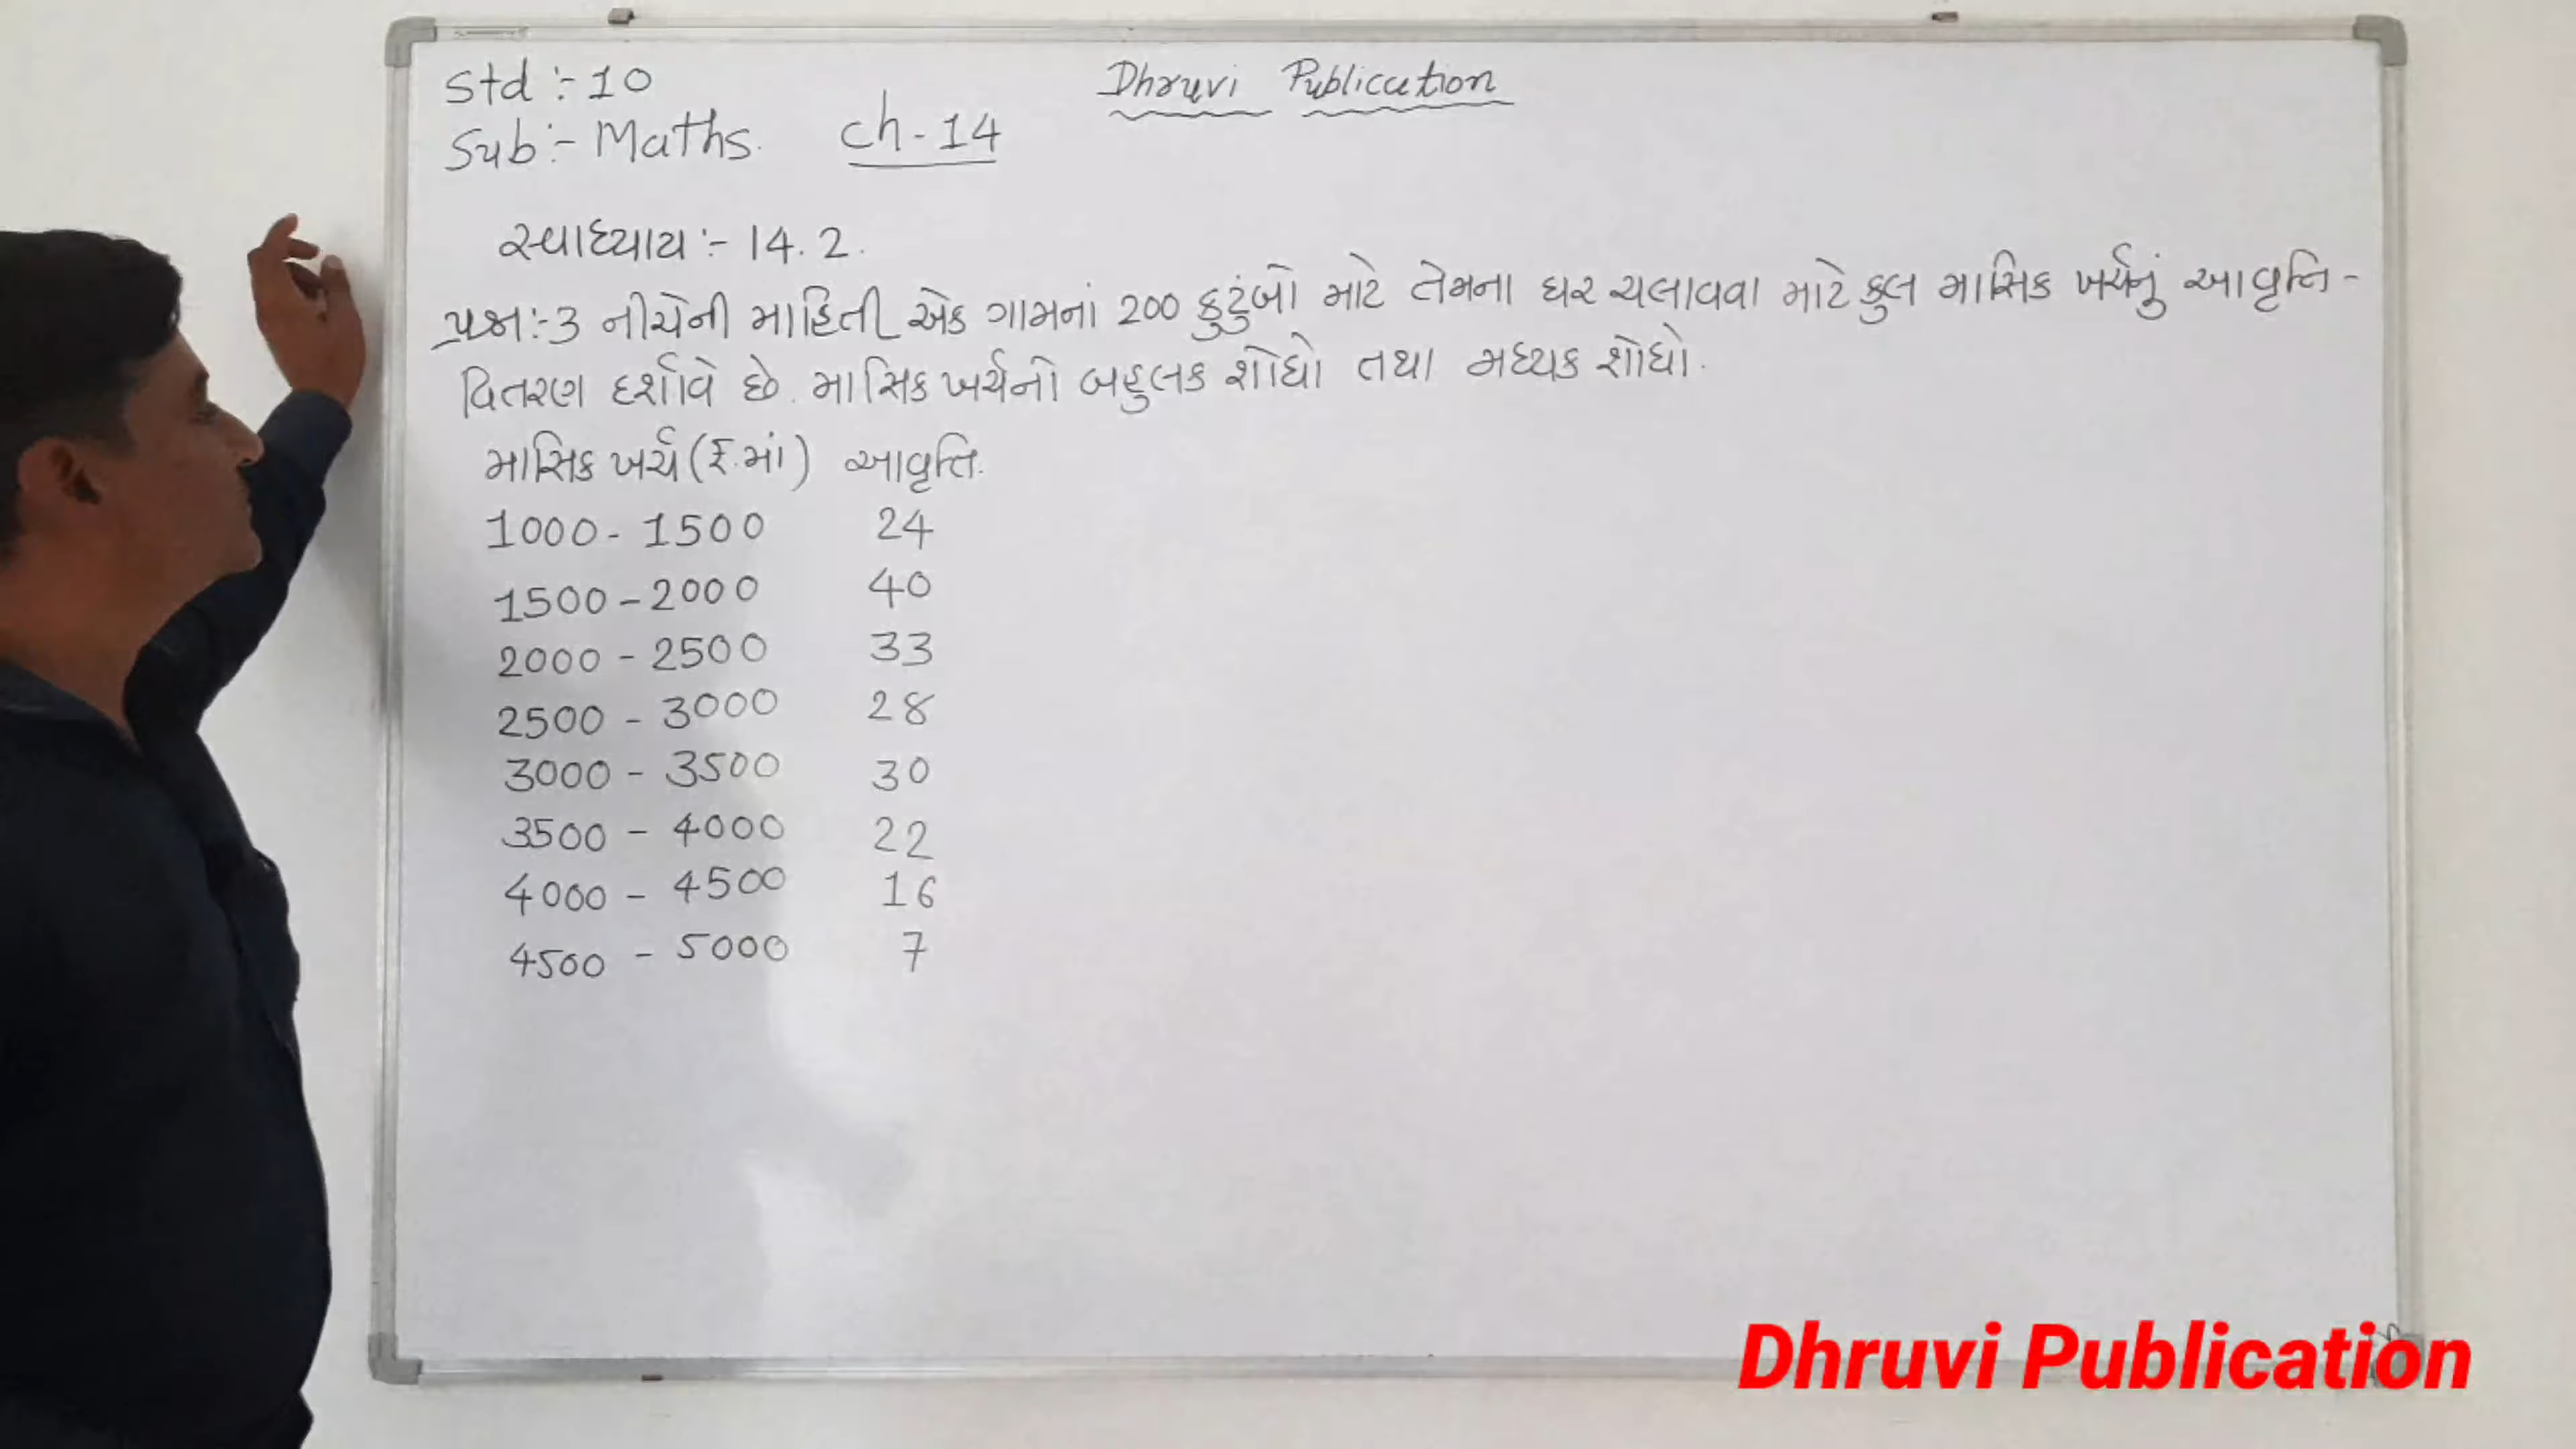 Std :- 10
Dhruvi Publication
Sub :- Maths. ch - 14
સ્વાધ્યાય :- 14.2.
પ્રશ્ન:-3 નીચેની માહિતી એક ગામનાં 200 કુટુંબો માટે તેમના ઘર ચલાવવા માટે કુલ માસિક ખર્ચનું આવૃત્તિ -
વિતરણ દર્શાવે છે. માસિક ખર્ચનો બહુલક શોધો તથા મધ્યક શોધો.
માસિક ખર્ચ (₹.માં) આવૃત્તિ.
1000 - 1500 24
1500 - 2000 40
2000 - 2500 33
2500 - 3000 28
3000 - 3500 30
3500 - 4000 22
4000 - 4500 16
4500 - 5000 7
Dhruvi Publication